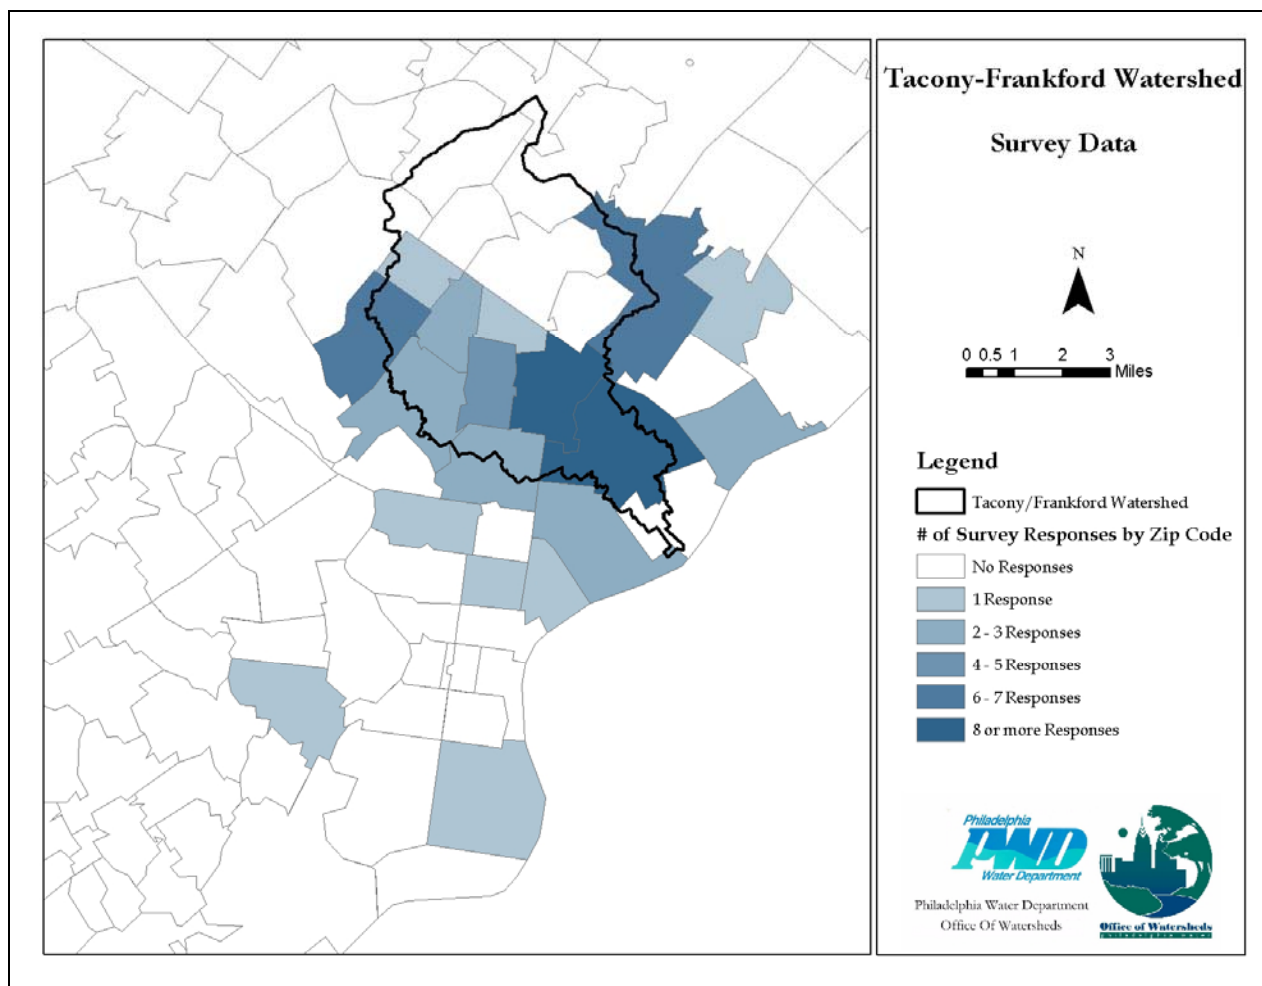 Tacony-Frankford Watershed
Survey Data
N
0 0.5 1 2 3
Miles
Legend
Tacony/Frankford Watershed
# of Survey Responses by Zip Code
No Responses
1 Response
2 - 3 Responses
4 - 5 Responses
6 - 7 Responses
8 or more Responses
Philadelphia
PWD
Water Department
Philadelphia Water Department
Office Of Watersheds
Office of Watersheds
philadelphia water